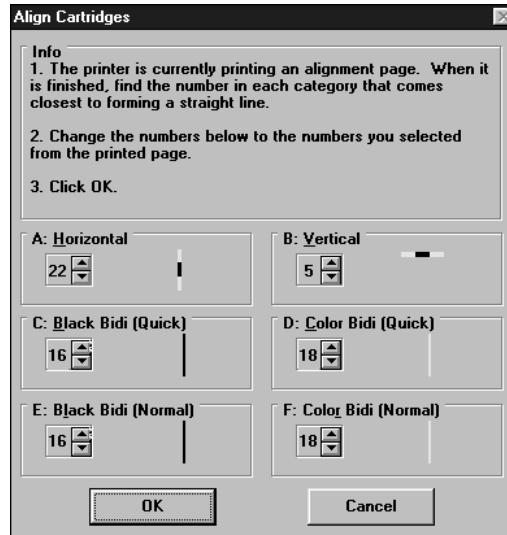 Align Cartridges
Info
1. The printer is currently printing an alignment page. When it
is finished, find the number in each category that comes
closest to forming a straight line.
2. Change the numbers below to the numbers you selected
from the printed page.
3. Click OK.
A: Horizontal
22
B: Vertical
5
C: Black Bidi (Quick)
16
D: Color Bidi (Quick)
18
E: Black Bidi (Normal)
16
F: Color Bidi (Normal)
18
OK
Cancel